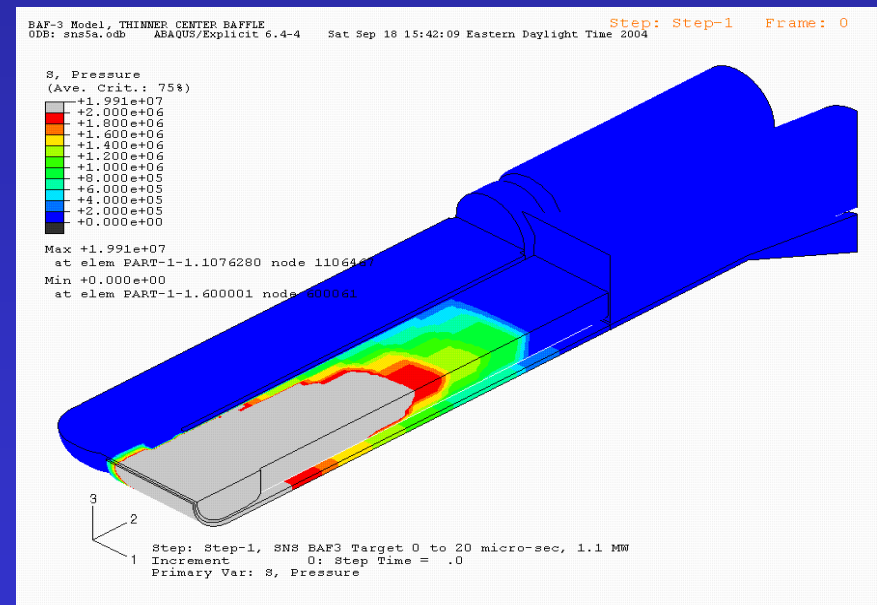 BAF-3 Model, THINNER CENTER BAFFLE
ODB: sns5a.odb ABAQUS/Explicit 6.4-4 Sat Sep 18 15:42:09 Eastern Daylight Time 2004
Step: Step-1 Frame: 0
S, Pressure
(Ave. Crit.: 75%)
+1.991e+07
+2.000e+06
+1.800e+06
+1.600e+06
+1.400e+06
+1.200e+06
+1.000e+06
+8.000e+05
+6.000e+05
+4.000e+05
+2.000e+05
+0.000e+00
Max +1.991e+07
at elem PART-1-1.1076280 node
Min +0.000e+00
at elem PART-1-1.600001 node
3
2
1
Step: Step-1, SNS BAF3 Target 0 to 20 micro-sec, 1.1 MW
Increment 0: Step Time = .0
Primary Var: S, Pressure